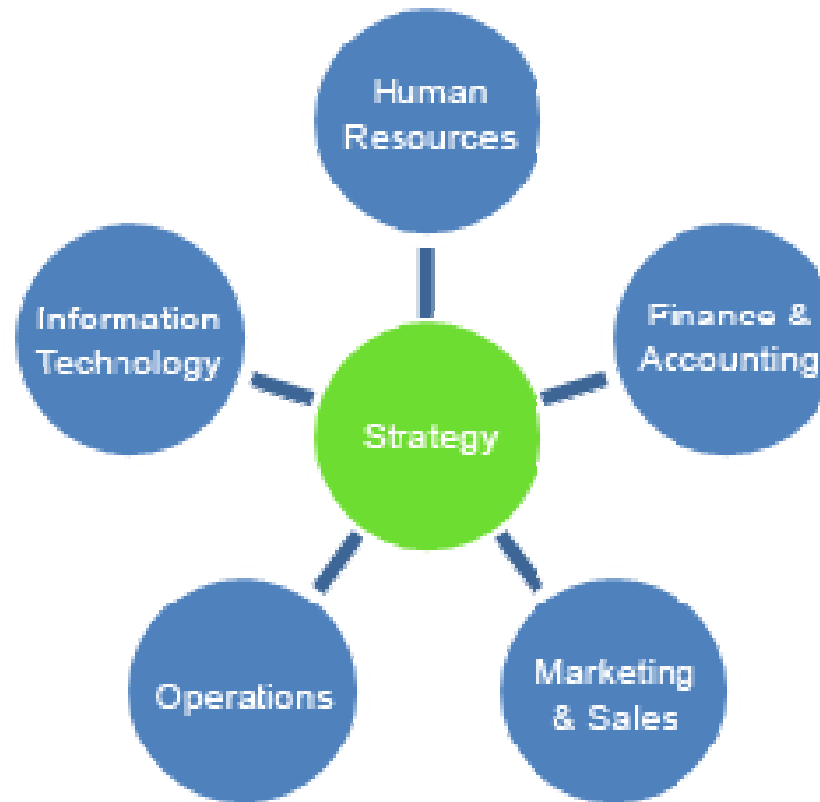 Human
Resources
Information
Technology
Finance &
Accounting
Strategy
Operations
Marketing
& Sales